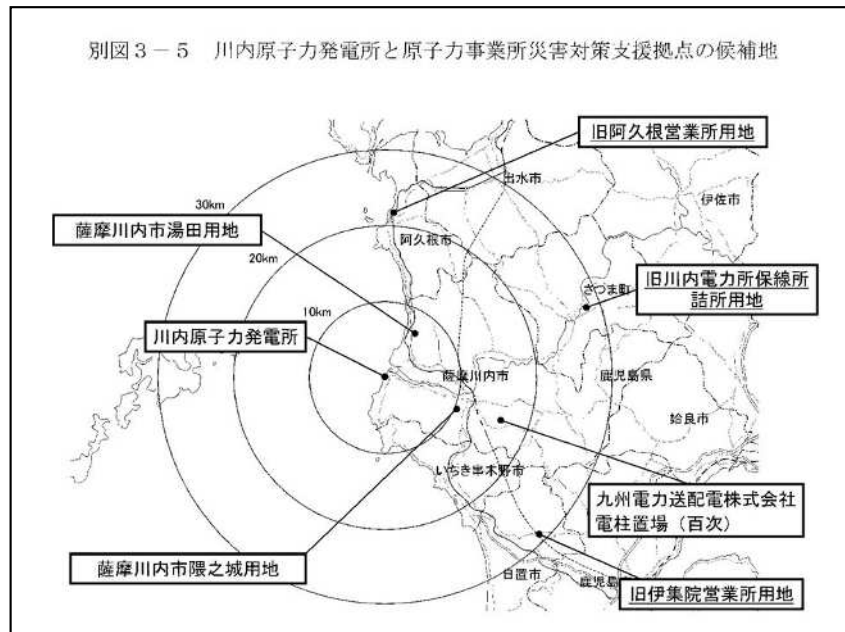 別図３－５　川内原子力発電所と原子力事業所災害対策支援拠点の候補地
旧阿久根営業所用地
出水市
伊佐市
30km
薩摩川内市湯田用地
阿久根市
20km
旧川内電力所保線所
詰所用地
さつま町
10km
川内原子力発電所
薩摩川内市
鹿児島県
姶良市
いちき串木野市
九州電力送配電株式会社
電柱置場（百次）
薩摩川内市隈之城用地
日置市
鹿児島
旧伊集院営業所用地